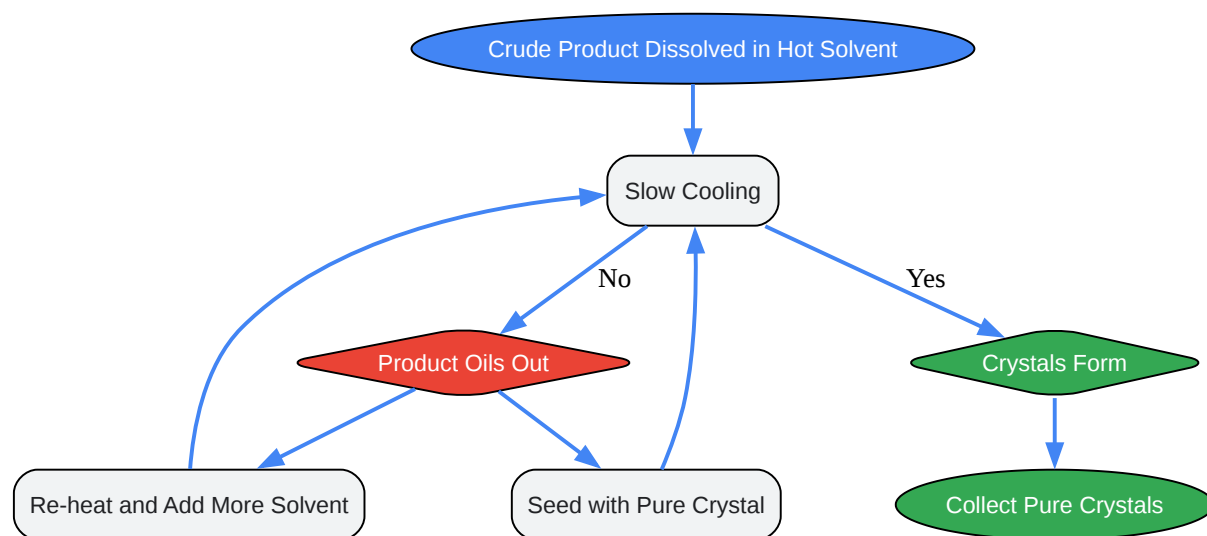 Crude Product Dissolved in Hot Solvent
Slow Cooling
No
Yes
Product Oils Out
Crystals Form
Re-heat and Add More Solvent
Seed with Pure Crystal
Collect Pure Crystals